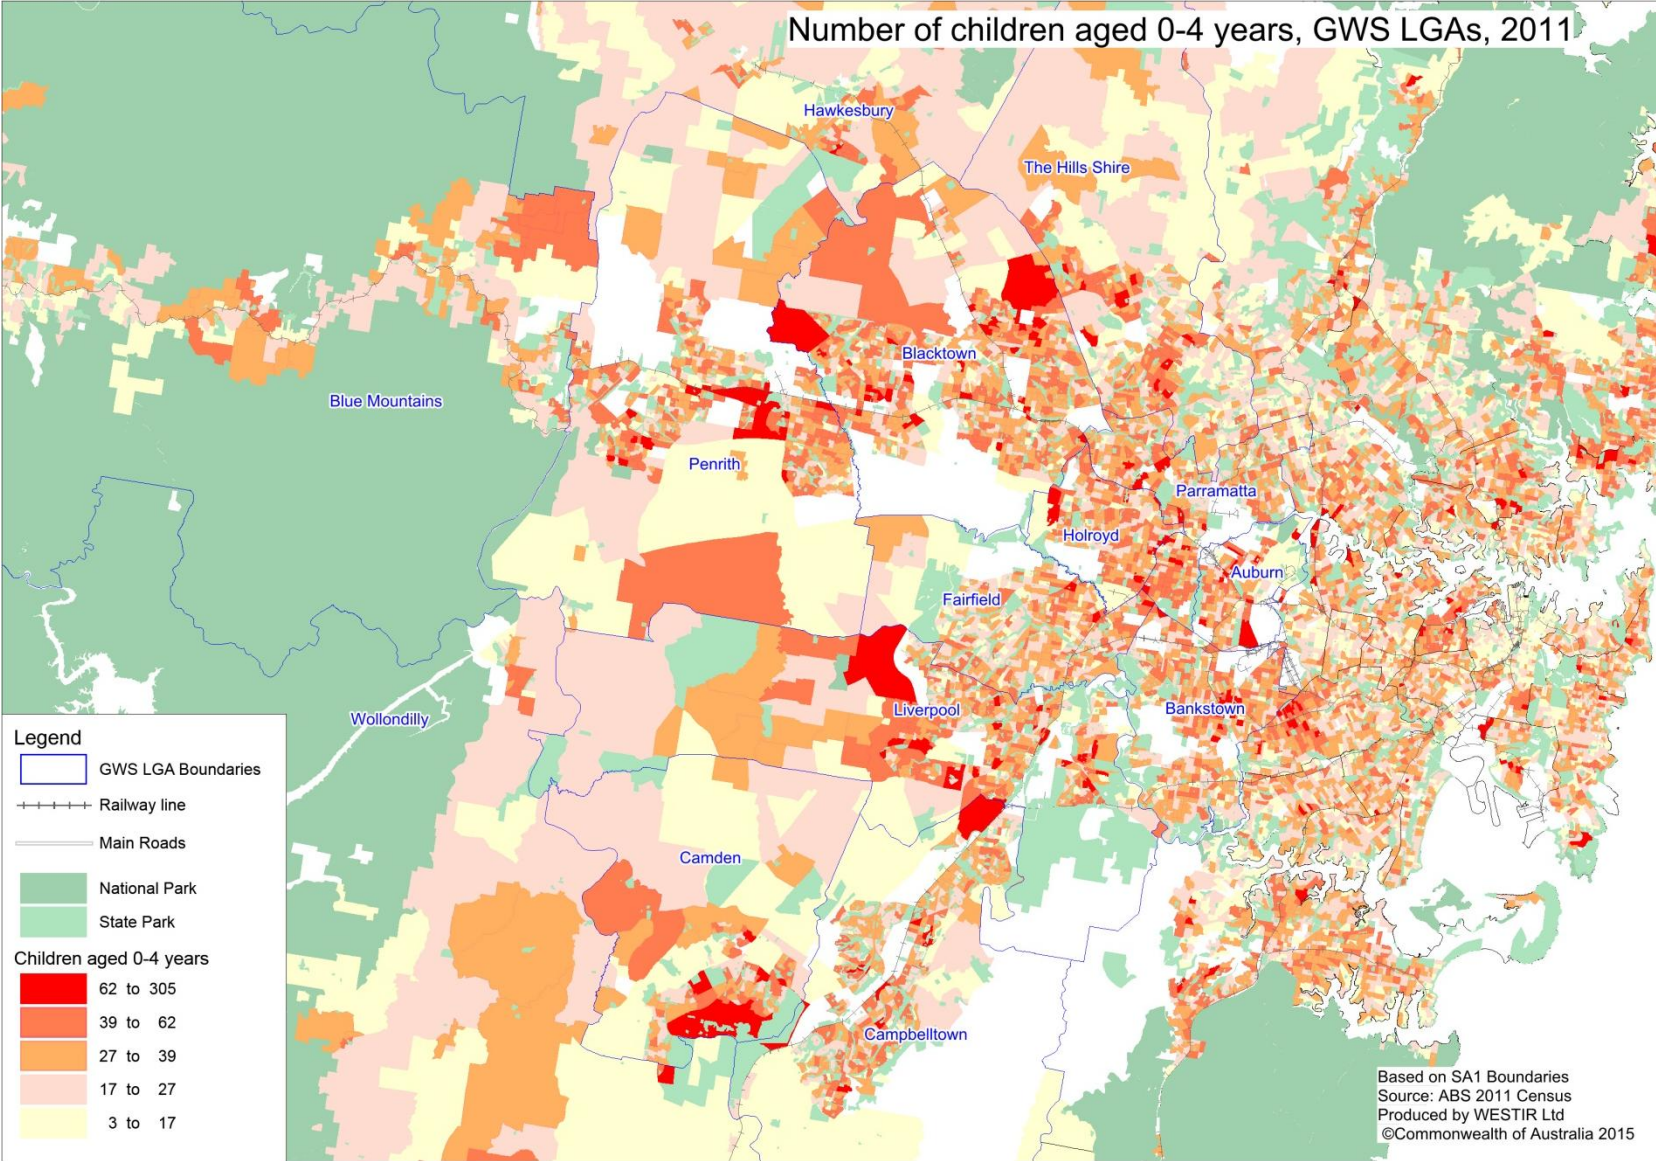 Number of children aged 0-4 years, GWS LGAs, 2011
Hawkesbury
The Hills Shire
Blacktown
Blue Mountains
Penrith
Parramatta
Holroyd
Auburn
Fairfield
Liverpool
Bankstown
Wollondilly
Camden
Campbelltown
Legend
GWS LGA Boundaries
Railway line
Main Roads
National Park
State Park
Children aged 0-4 years
62 to 305
39 to 62
27 to 39
17 to 27
3 to 17
Based on SA1 Boundaries
Source: ABS 2011 Census
Produced by WESTIR Ltd
©Commonwealth of Australia 2015